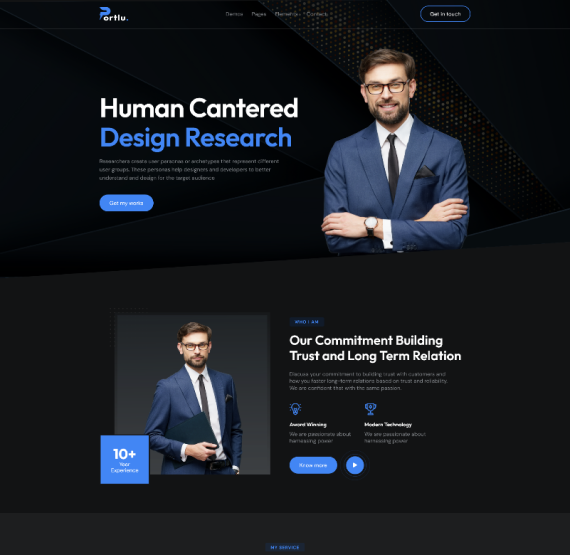 Portlu.
Service Pages Elements Contact
Get in touch
Human Cantered
Design Research
Researchers create user personas or archetypes that represent different
user groups. These personas help designers and developers to better
understand and design for the target audience
Get my works
WHO I AM
Our Commitment Building
Trust and Long Term Relation
Discuss your commitment to building trust with customers and
how you foster long-term relations based on trust and reliability.
We are confident that with the same passion.
Award Winning
Modern Technology
We are passionate about
harnessing power
We are passionate about
harnessing power
10+
Year
Experience
Know more
MY SERVICE